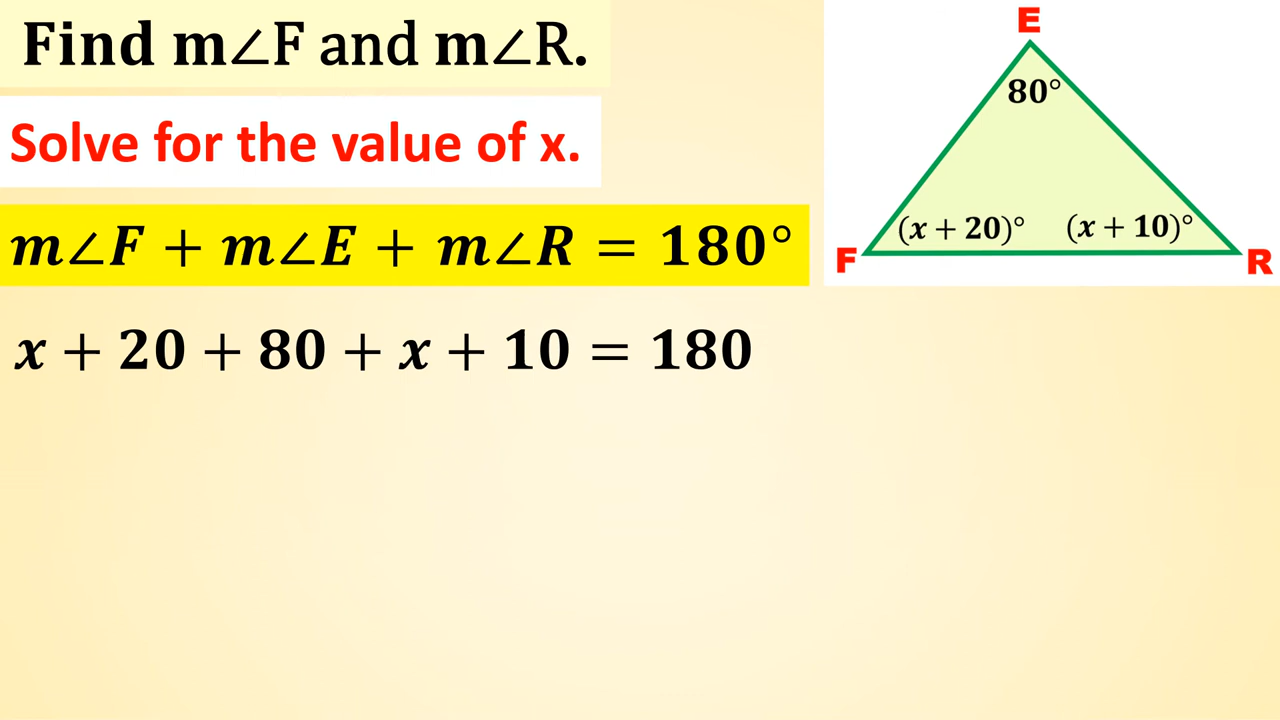 Find m∠F and m∠R.
Solve for the value of x.
m∠F + m∠E + m∠R = 180°
x + 20 + 80 + x + 10 = 180
E
80°
(x + 20)° (x + 10)°
F R